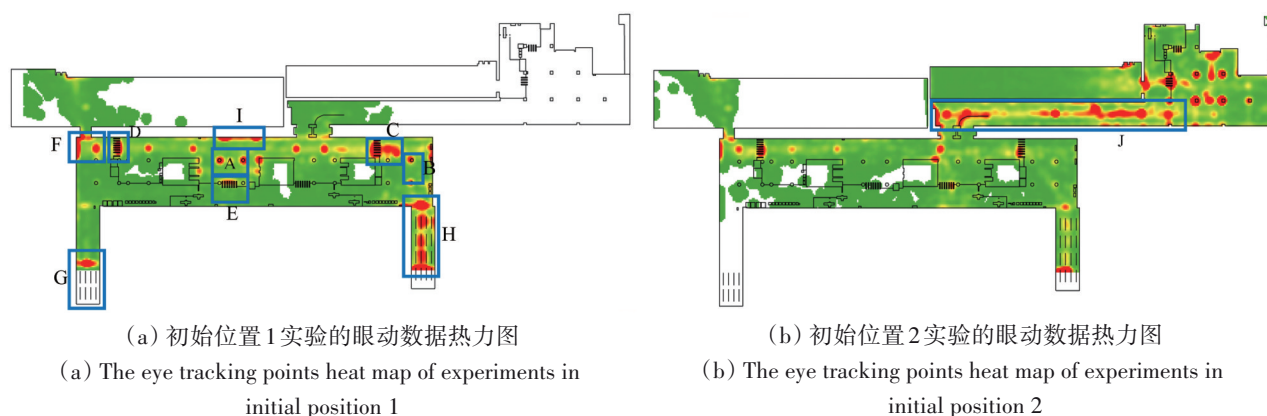 I
D
C
F
A
B
E
H
G
J
(a)初始位置1实验的眼动数据热力图
(a) The eye tracking points heat map of experiments in
initial position 1
(b)初始位置2实验的眼动数据热力图
(b) The eye tracking points heat map of experiments in
initial position 2